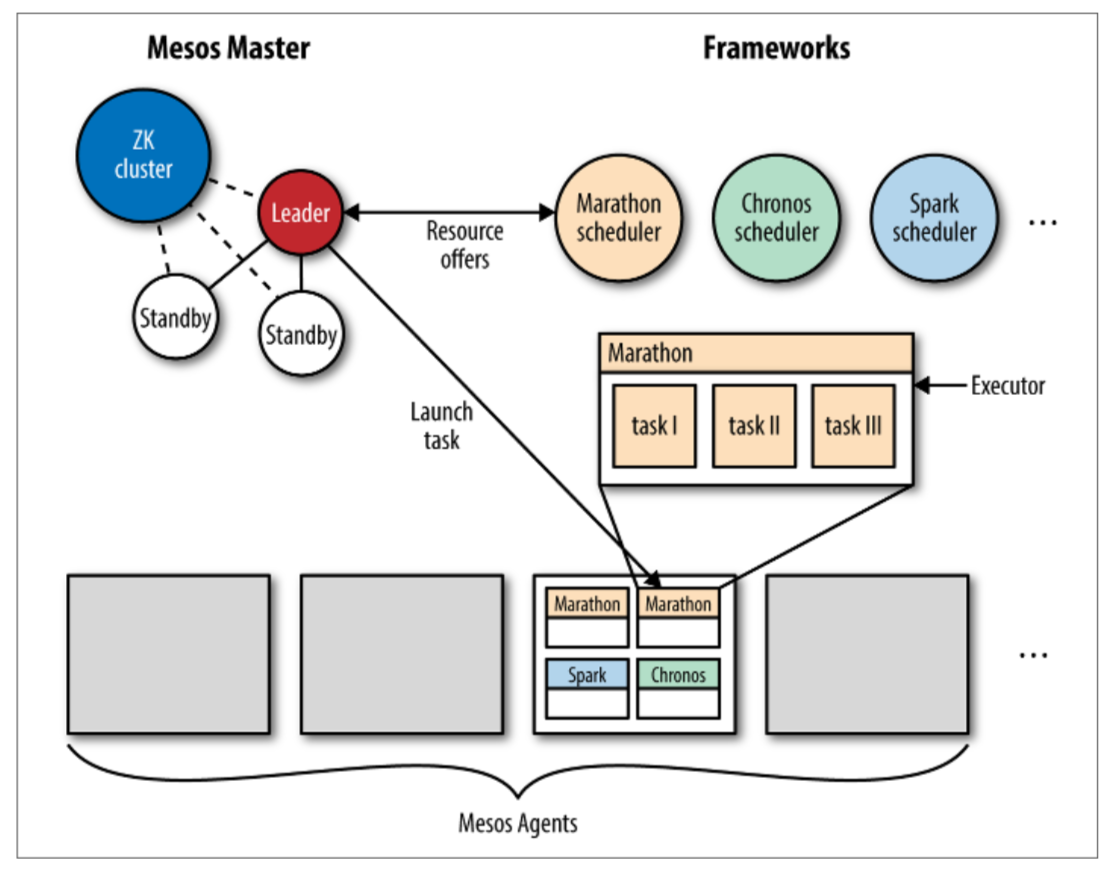 Mesos Master
Frameworks
ZK
cluster
Leader
Standby
Standby
Resource
offers
Marathon
scheduler
Chronos
scheduler
Spark
scheduler
...
Marathon
task I
task II
task III
Executor
Launch
task
Marathon
Marathon
Spark
Chronos
...
Mesos Agents